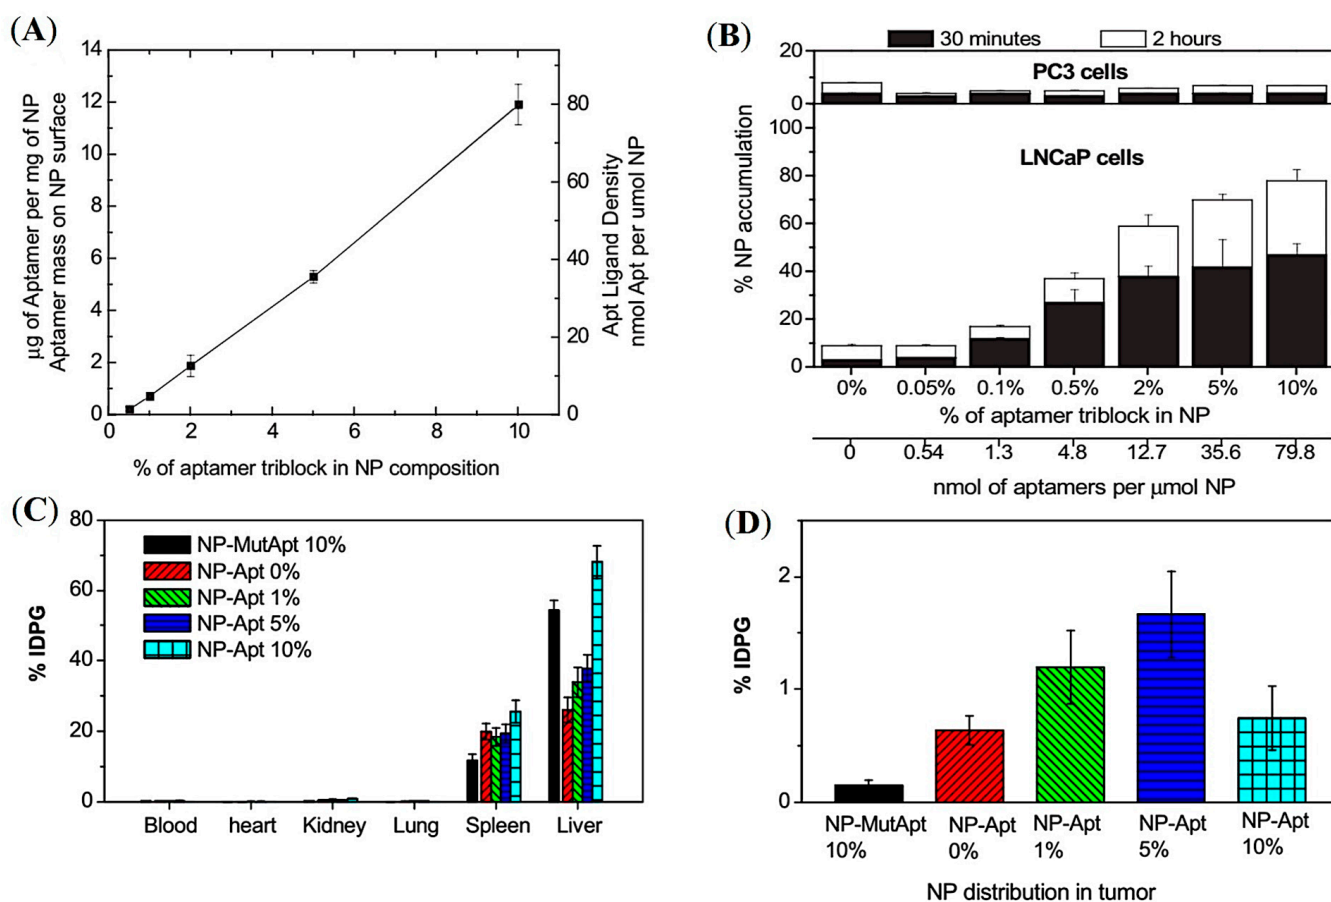 (A)
14
12
10
8
6
4
2
0
µg of Aptamer per mg of NP
Aptamer mass on NP surface
80
60
40
20
0
Apt Ligand Density
nmol Apt per umol NP
0 2 4 6 8 10
% of aptamer triblock in NP composition
(B)
30 minutes 2 hours
20
0
PC3 cells
100
80
60
40
20
0
% NP accumulation
LNCaP cells
0% 0.05% 0.1% 0.5% 2% 5% 10%
% of aptamer triblock in NP
0 0.54 1.3 4.8 12.7 35.6 79.8
nmol of aptamers per µmol NP
(C)
80
60
40
20
0
% IDPG
NP-MutApt 10%
NP-Apt 0%
NP-Apt 1%
NP-Apt 5%
NP-Apt 10%
Blood heart Kidney Lung Spleen Liver
(D)
2
1
0
% IDPG
NP-MutApt NP-Apt NP-Apt NP-Apt NP-Apt
10% 0% 1% 5% 10%
NP distribution in tumor